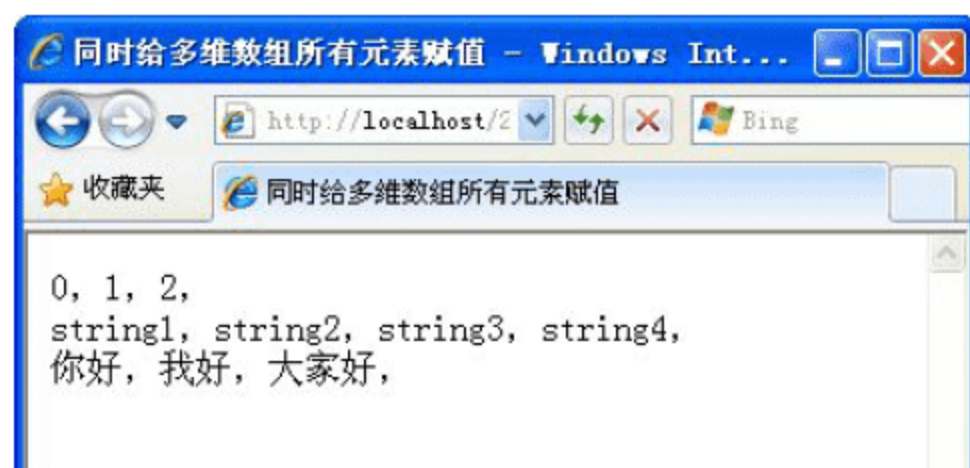 同时给多维数组所有元素赋值 - Windows Int...
http://localhost/2
Bing
收藏夹
同时给多维数组所有元素赋值
0, 1, 2,
string1, string2, string3, string4,
你好, 我好, 大家好,